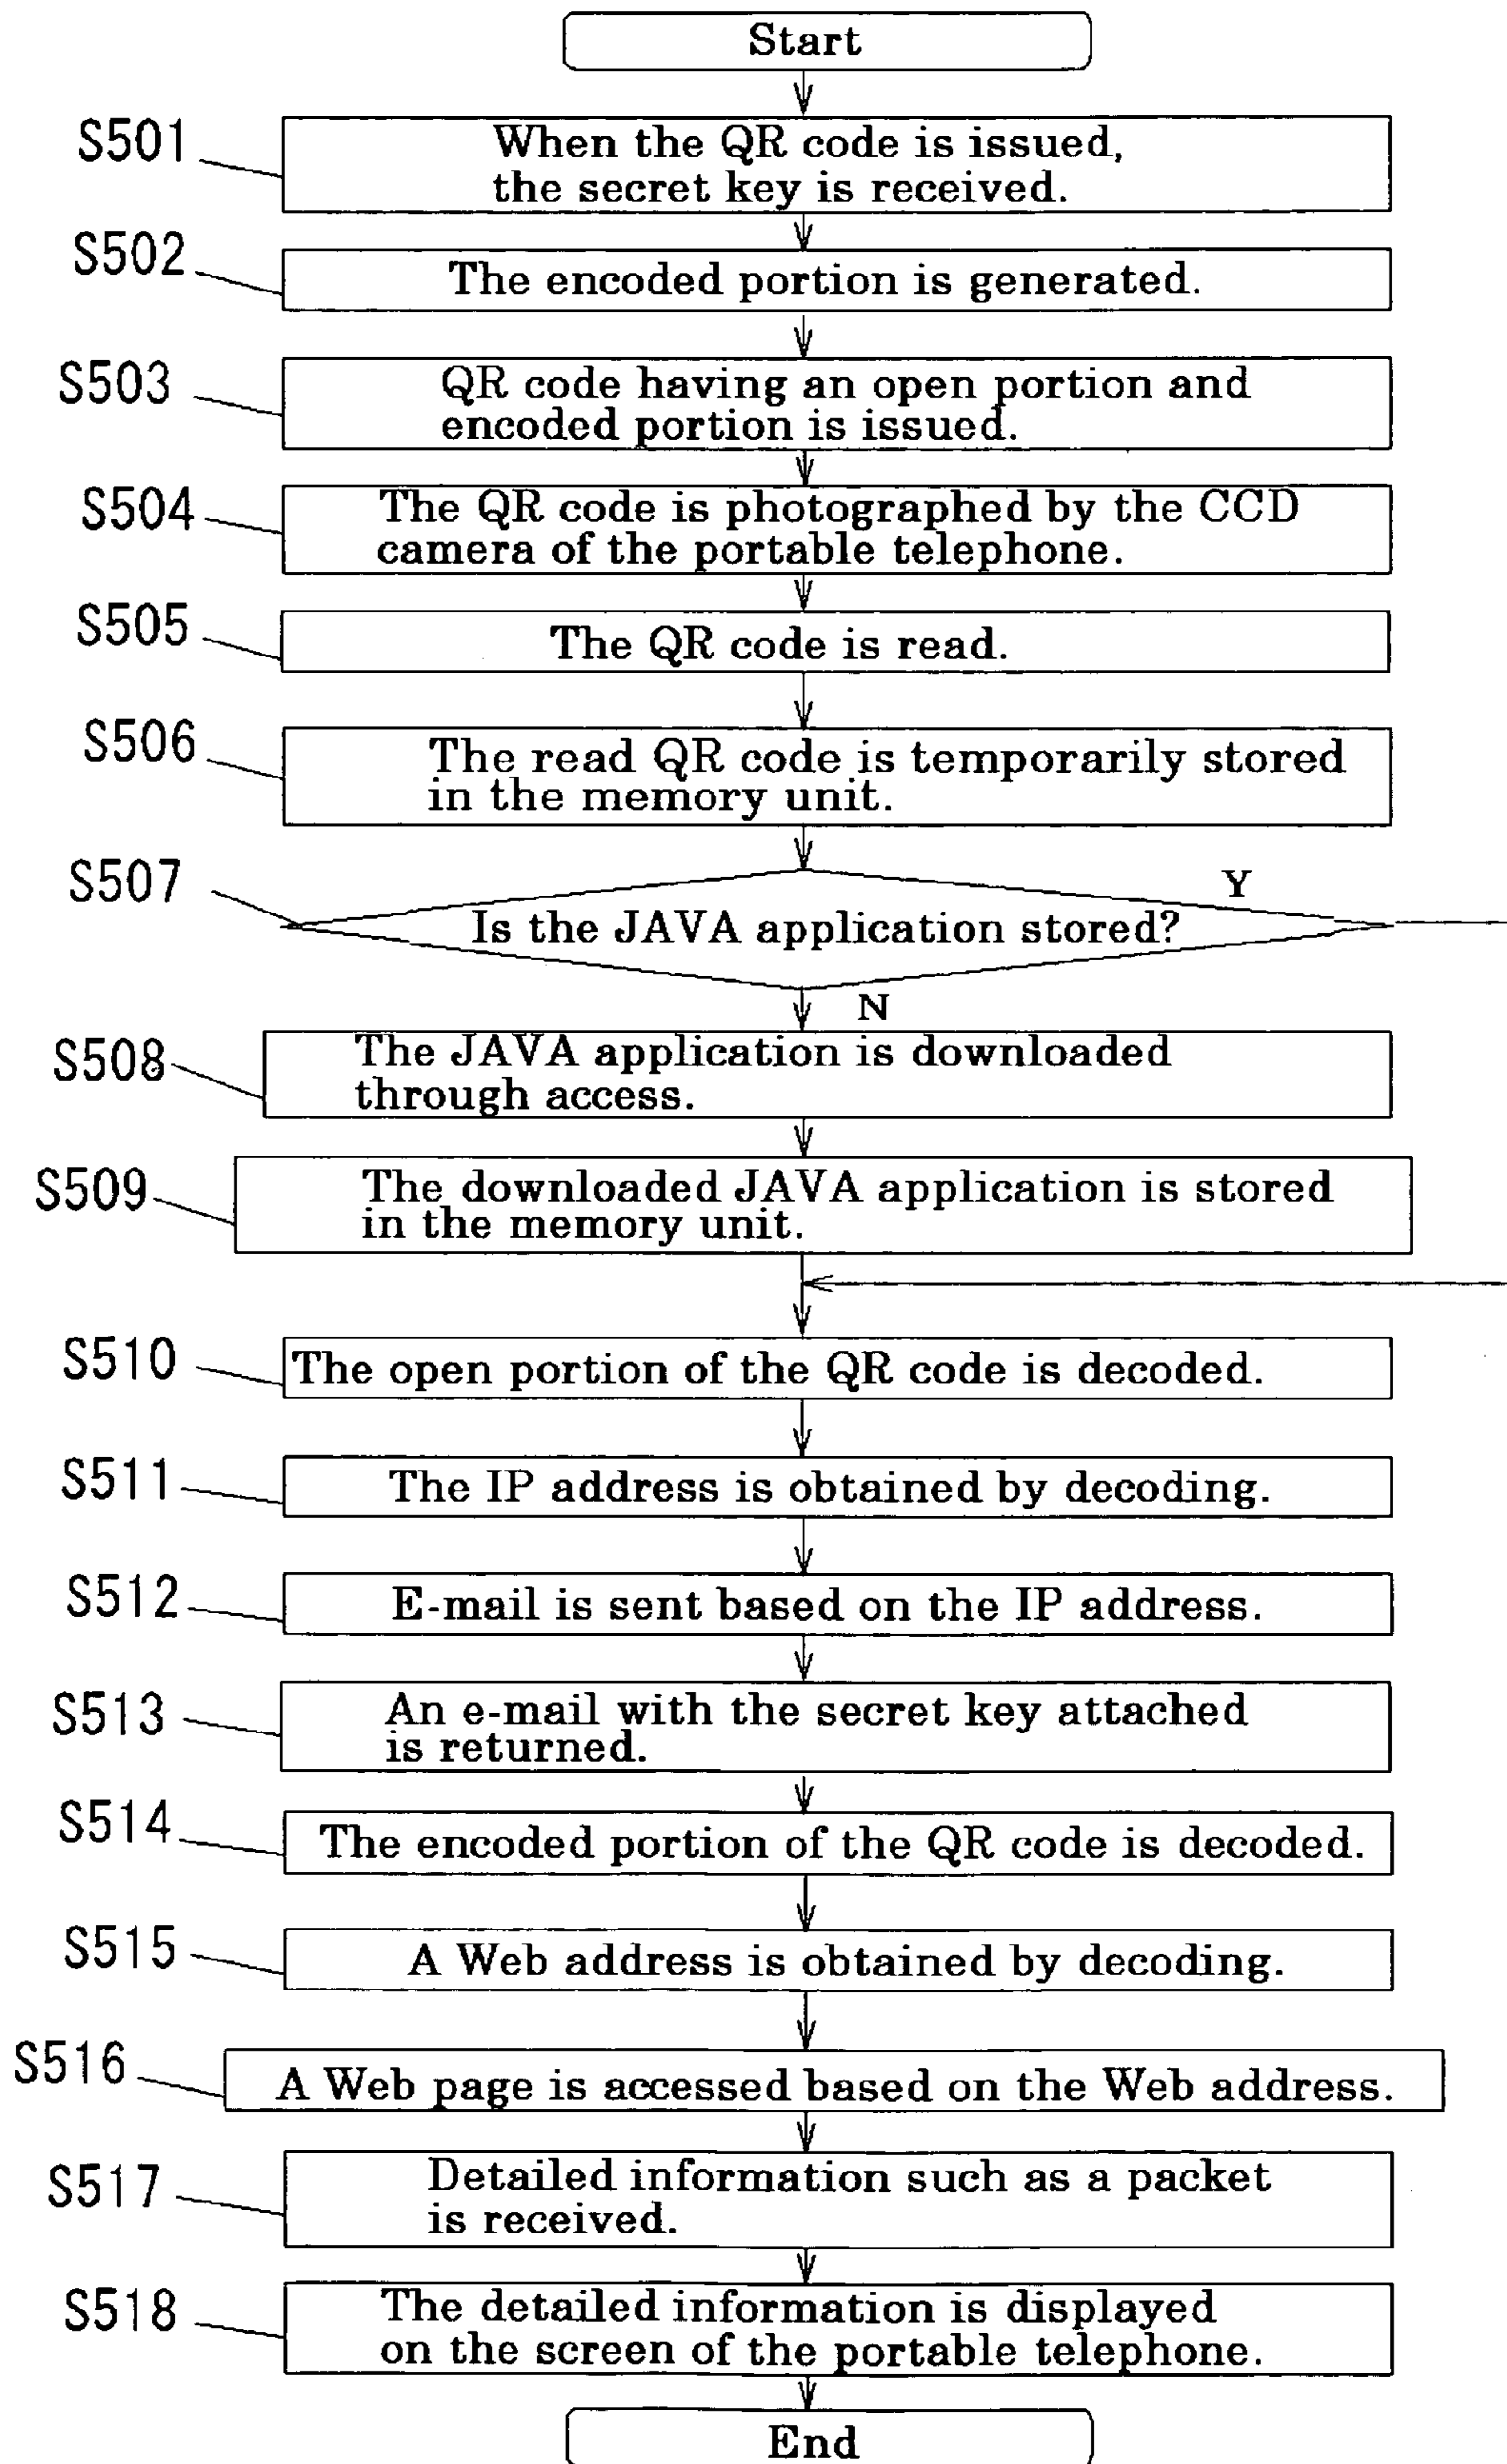 Start
S501
When the QR code is issued,
the secret key is received.
S502
The encoded portion is generated.
S503
QR code having an open portion and
encoded portion is issued.
S504
The QR code is photographed by the CCD
camera of the portable telephone.
S505
The QR code is read.
S506
The read QR code is temporarily stored
in the memory unit.
S507
Y
Is the JAVA application stored?
N
S508
The JAVA application is downloaded
through access.
S509
The downloaded JAVA application is stored
in the memory unit.
S510
The open portion of the QR code is decoded.
S511
The IP address is obtained by decoding.
S512
E-mail is sent based on the IP address.
S513
An e-mail with the secret key attached
is returned.
S514
The encoded portion of the QR code is decoded.
S515
A Web address is obtained by decoding.
S516
A Web page is accessed based on the Web address.
S517
Detailed information such as a packet
is received.
S518
The detailed information is displayed
on the screen of the portable telephone.
End